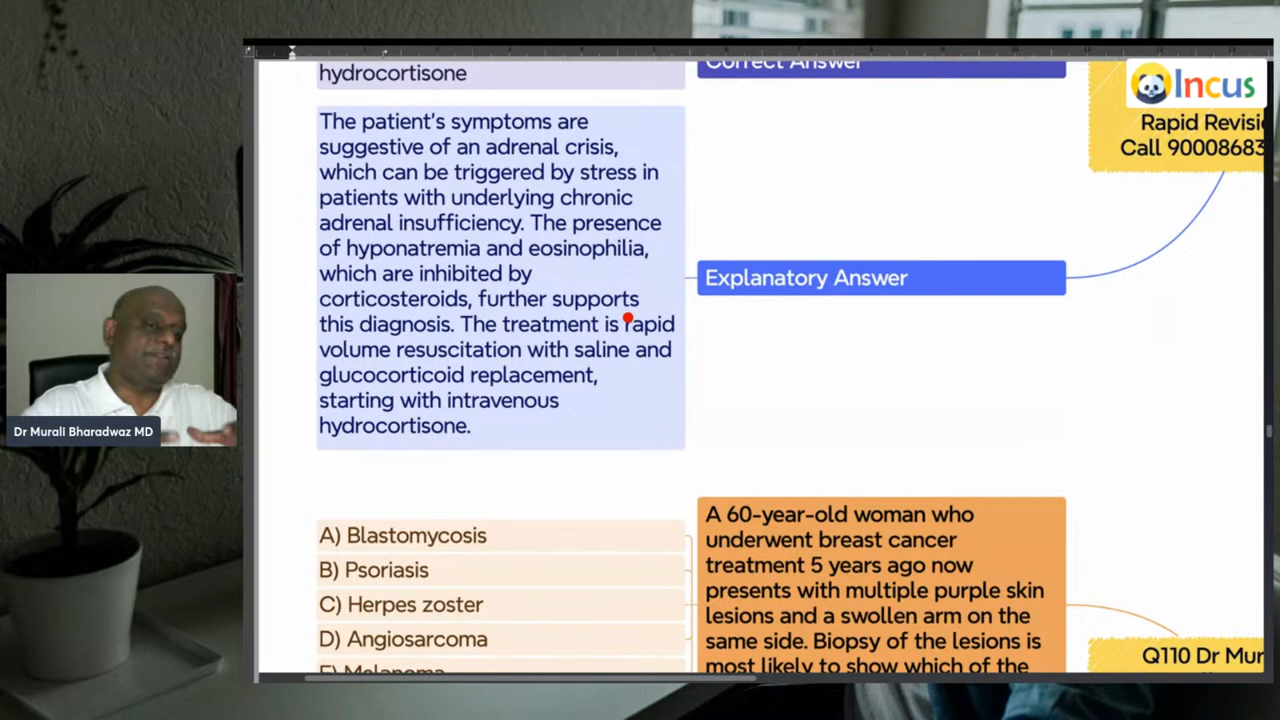 hydrocortisone
Correct Answer
Incus
Rapid Revisi
Call 90008683
The patient's symptoms are
suggestive of an adrenal crisis,
which can be triggered by stress in
patients with underlying chronic
adrenal insufficiency. The presence
of hyponatremia and eosinophilia,
which are inhibited by
corticosteroids, further supports
this diagnosis. The treatment is rapid
volume resuscitation with saline and
glucocorticoid replacement,
starting with intravenous
hydrocortisone.
Explanatory Answer
Dr Murali Bharadwaz MD
A) Blastomycosis
B) Psoriasis
C) Herpes zoster
D) Angiosarcoma
E) Melanoma
A 60-year-old woman who
underwent breast cancer
treatment 5 years ago now
presents with multiple purple skin
lesions and a swollen arm on the
same side. Biopsy of the lesions is
most likely to show which of the
Q110 Dr Mur